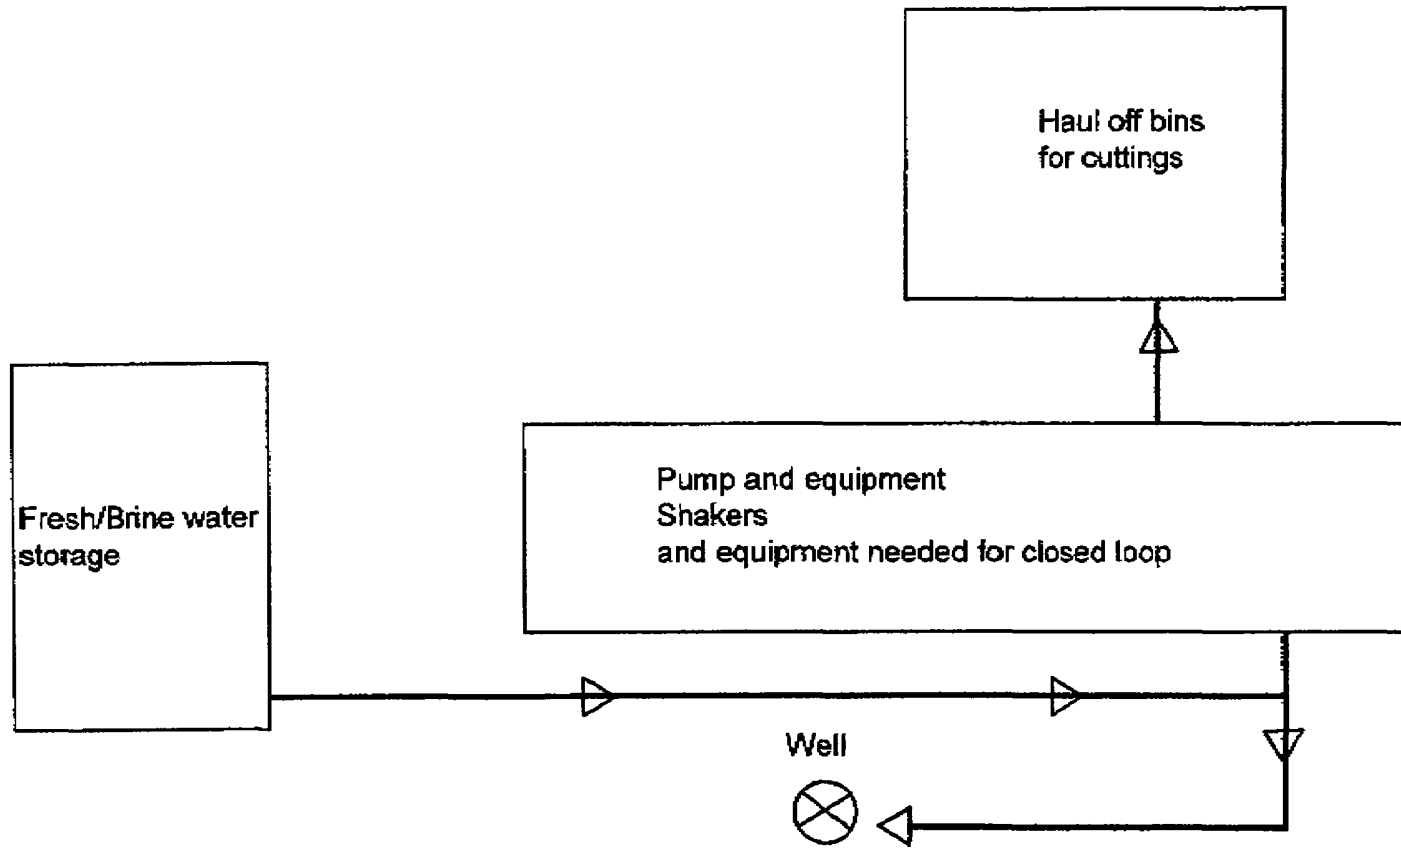 Haul off bins
for cuttings
Pump and equipment
Shakers
and equipment needed for closed loop
Fresh/Brine water
storage
Well